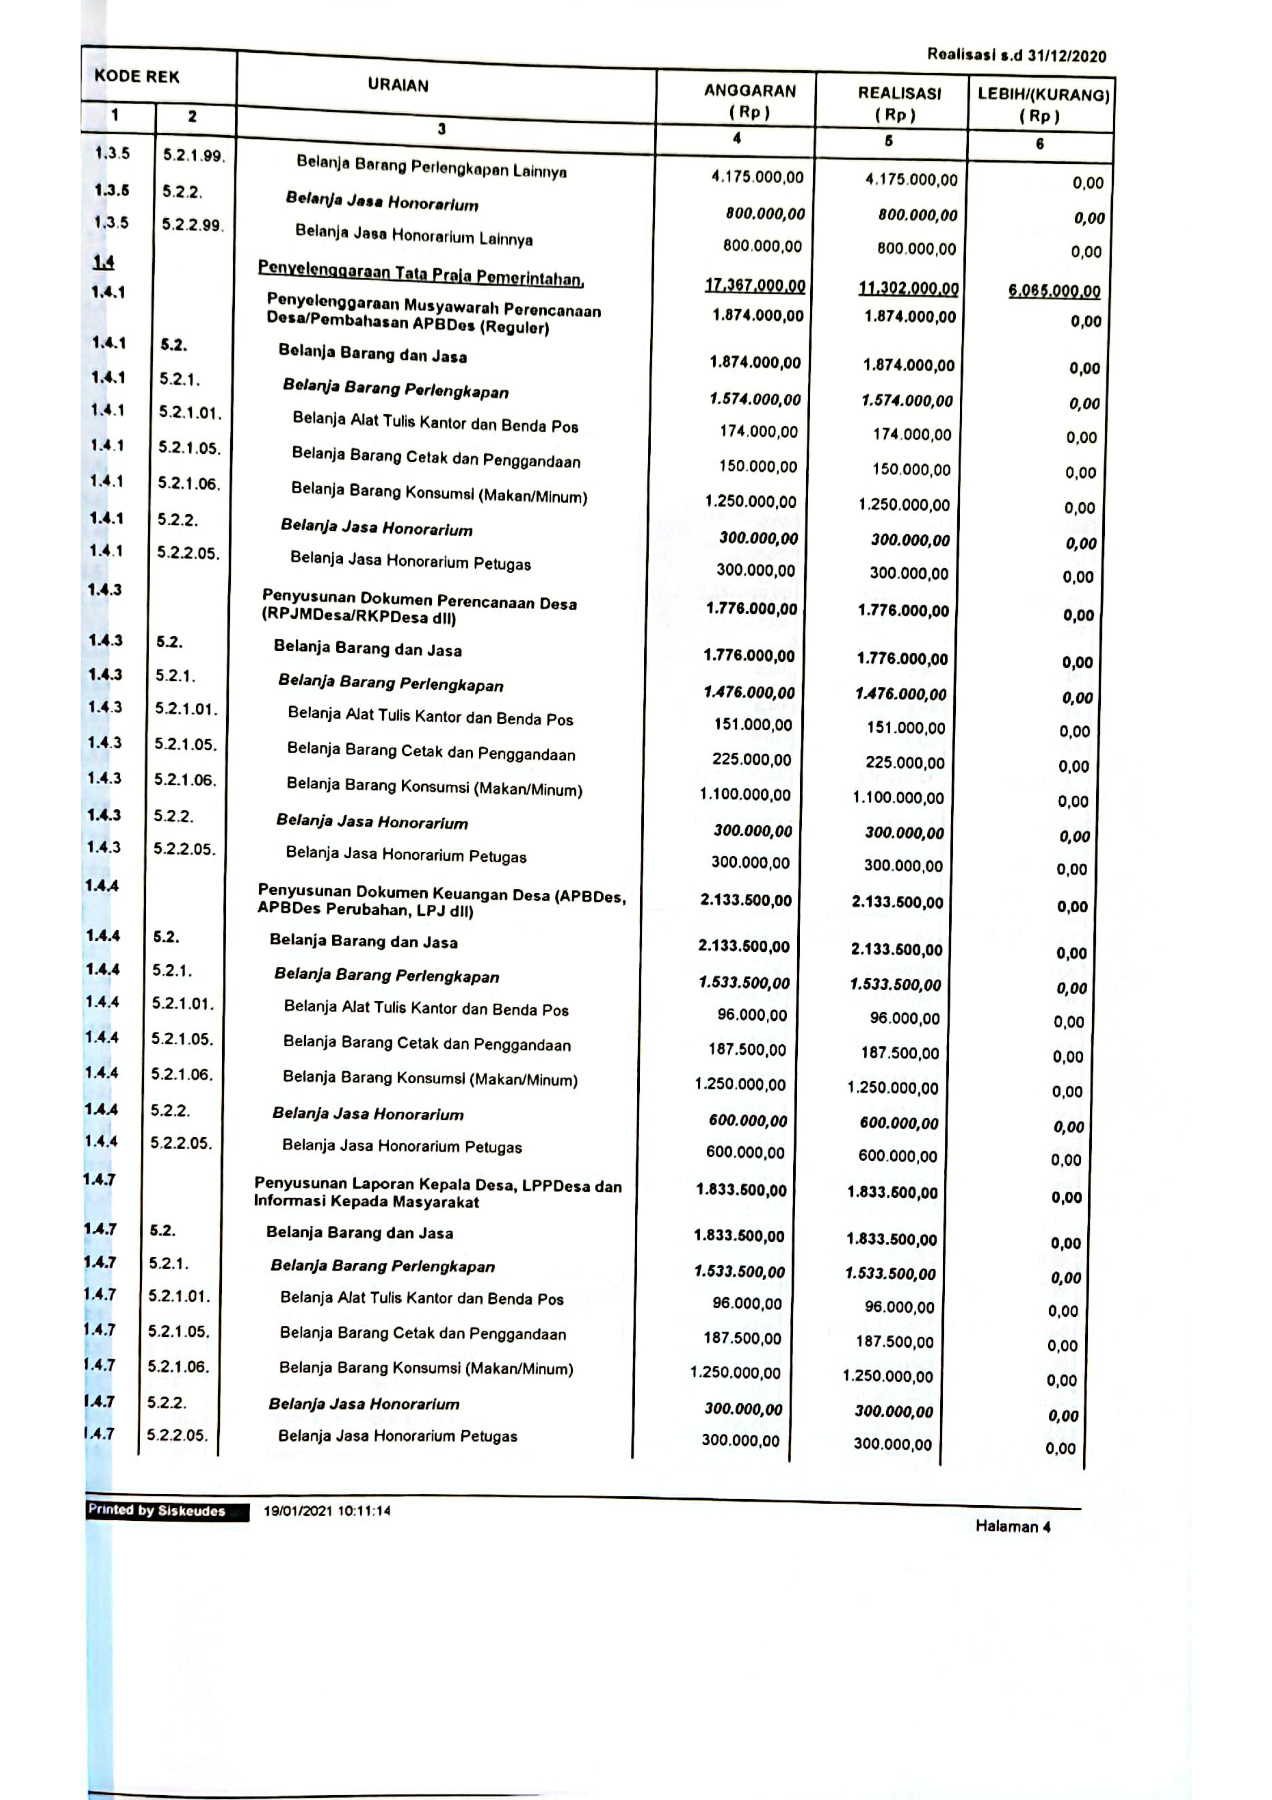 Realisasi s.d 31/12/2020
KODE REK URAIAN ANGGARAN ( Rp ) REALISASI ( Rp ) LEBIH/(KURANG) ( Rp )
1 2 3 4 5 6
1.3.5 5.2.1.99. Belanja Barang Perlengkapan Lainnya 4.175.000,00 4.175.000,00 0,00
1.3.5 5.2.2. Belanja Jasa Honorarium 800.000,00 800.000,00 0,00
1.3.5 5.2.2.99. Belanja Jasa Honorarium Lainnya 800.000,00 800.000,00 0,00
1.4 Penyelenggaraan Tata Praja Pemerintahan, 17.367.000,00 11.302.000,00 6.065.000,00
1.4.1 Penyelenggaraan Musyawarah Perencanaan 1.874.000,00 1.874.000,00 0,00
Desa/Pembahasan APBDes (Reguler)
1.4.1 5.2. Belanja Barang dan Jasa 1.874.000,00 1.874.000,00 0,00
1.4.1 5.2.1. Belanja Barang Perlengkapan 1.574.000,00 1.574.000,00 0,00
1.4.1 5.2.1.01. Belanja Alat Tulis Kantor dan Benda Pos 174.000,00 174.000,00 0,00
1.4.1 5.2.1.05. Belanja Barang Cetak dan Penggandaan 150.000,00 150.000,00 0,00
1.4.1 5.2.1.06. Belanja Barang Konsumsi (Makan/Minum) 1.250.000,00 1.250.000,00 0,00
1.4.1 5.2.2. Belanja Jasa Honorarium 300.000,00 300.000,00 0,00
1.4.1 5.2.2.05. Belanja Jasa Honorarium Petugas 300.000,00 300.000,00 0,00
1.4.3 Penyusunan Dokumen Perencanaan Desa 1.776.000,00 1.776.000,00 0,00
(RPJMDesa/RKPDesa dll)
1.4.3 5.2. Belanja Barang dan Jasa 1.776.000,00 1.776.000,00 0,00
1.4.3 5.2.1. Belanja Barang Perlengkapan 1.476.000,00 1.476.000,00 0,00
1.4.3 5.2.1.01. Belanja Alat Tulis Kantor dan Benda Pos 151.000,00 151.000,00 0,00
1.4.3 5.2.1.05. Belanja Barang Cetak dan Penggandaan 225.000,00 225.000,00 0,00
1.4.3 5.2.1.06. Belanja Barang Konsumsi (Makan/Minum) 1.100.000,00 1.100.000,00 0,00
1.4.3 5.2.2. Belanja Jasa Honorarium 300.000,00 300.000,00 0,00
1.4.3 5.2.2.05. Belanja Jasa Honorarium Petugas 300.000,00 300.000,00 0,00
1.4.4 Penyusunan Dokumen Keuangan Desa (APBDes, 2.133.500,00 2.133.500,00 0,00
APBDes Perubahan, LPJ dll)
1.4.4 5.2. Belanja Barang dan Jasa 2.133.500,00 2.133.500,00 0,00
1.4.4 5.2.1. Belanja Barang Perlengkapan 1.533.500,00 1.533.500,00 0,00
1.4.4 5.2.1.01. Belanja Alat Tulis Kantor dan Benda Pos 96.000,00 96.000,00 0,00
1.4.4 5.2.1.05. Belanja Barang Cetak dan Penggandaan 187.500,00 187.500,00 0,00
1.4.4 5.2.1.06. Belanja Barang Konsumsi (Makan/Minum) 1.250.000,00 1.250.000,00 0,00
1.4.4 5.2.2. Belanja Jasa Honorarium 600.000,00 600.000,00 0,00
1.4.4 5.2.2.05. Belanja Jasa Honorarium Petugas 600.000,00 600.000,00 0,00
1.4.7 Penyusunan Laporan Kepala Desa, LPPDesa dan 1.833.500,00 1.833.500,00 0,00
Informasi Kepada Masyarakat
1.4.7 5.2. Belanja Barang dan Jasa 1.833.500,00 1.833.500,00 0,00
1.4.7 5.2.1. Belanja Barang Perlengkapan 1.533.500,00 1.533.500,00 0,00
1.4.7 5.2.1.01. Belanja Alat Tulis Kantor dan Benda Pos 96.000,00 96.000,00 0,00
1.4.7 5.2.1.05. Belanja Barang Cetak dan Penggandaan 187.500,00 187.500,00 0,00
1.4.7 5.2.1.06. Belanja Barang Konsumsi (Makan/Minum) 1.250.000,00 1.250.000,00 0,00
1.4.7 5.2.2. Belanja Jasa Honorarium 300.000,00 300.000,00 0,00
1.4.7 5.2.2.05. Belanja Jasa Honorarium Petugas 300.000,00 300.000,00 0,00
Printed by Siskeudes 19/01/2021 10:11:14
Halaman 4